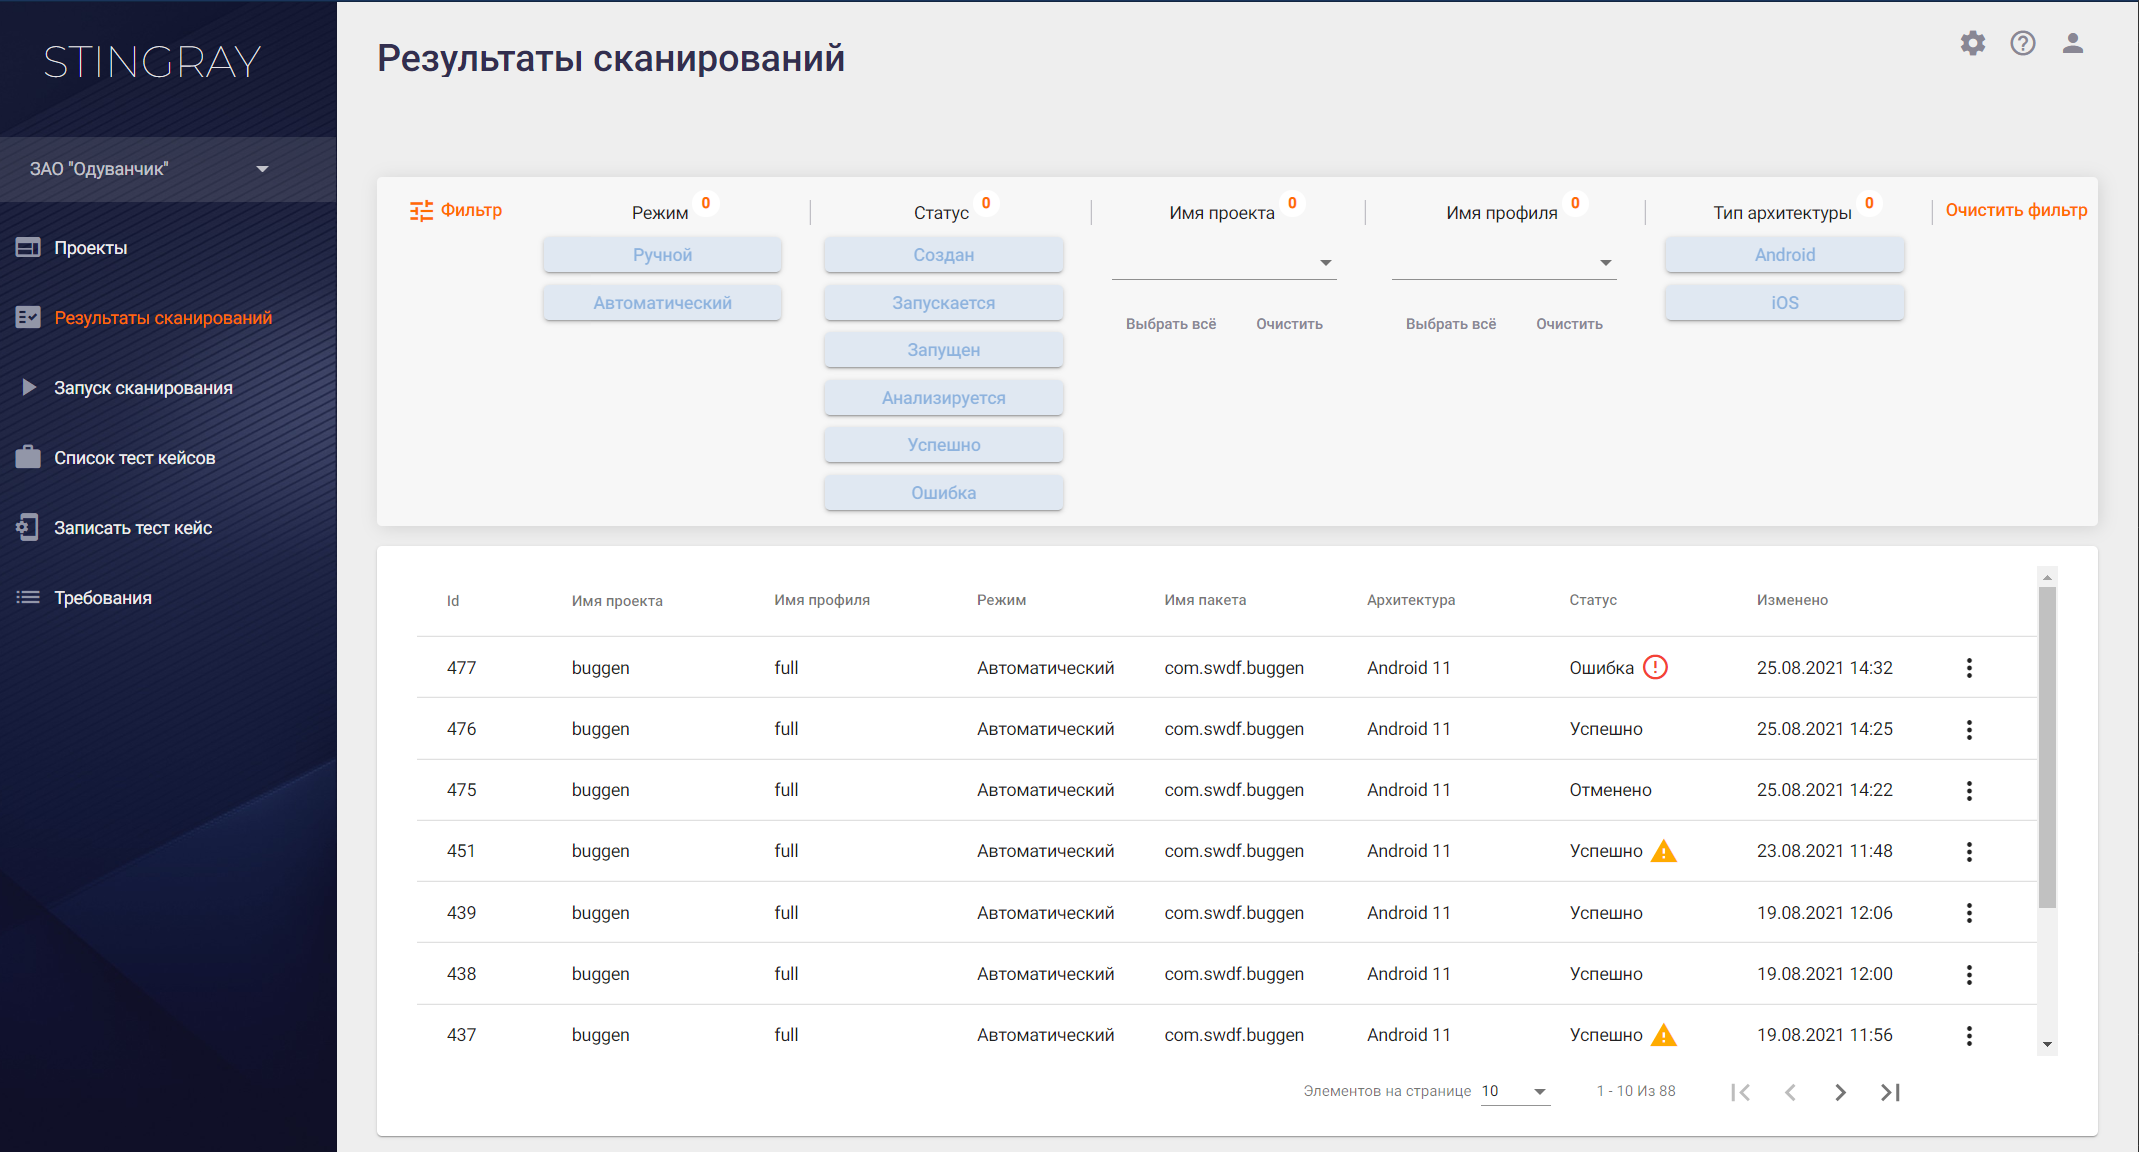 STINGRAY
ЗАО "Одуванчик"
Проекты
Результаты сканирований
Запуск сканирования
Список тест кейсов
Записать тест кейс
Требования
Результаты сканирований
Фильтр
Режим 0
Ручной
Автоматический
Статус 0
Создан
Запускается
Запущен
Анализируется
Успешно
Ошибка
Имя проекта 0
Выбрать всё Очистить
Имя профиля 0
Выбрать всё Очистить
Тип архитектуры 0
Android
iOS
Очистить фильтр
Id Имя проекта Имя профиля Режим Имя пакета Архитектура Статус Изменено
477 buggen full Автоматический com.swdf.buggen Android 11 Ошибка 25.08.2021 14:32
476 buggen full Автоматический com.swdf.buggen Android 11 Успешно 25.08.2021 14:25
475 buggen full Автоматический com.swdf.buggen Android 11 Отменено 25.08.2021 14:22
451 buggen full Автоматический com.swdf.buggen Android 11 Успешно 23.08.2021 11:48
439 buggen full Автоматический com.swdf.buggen Android 11 Успешно 19.08.2021 12:06
438 buggen full Автоматический com.swdf.buggen Android 11 Успешно 19.08.2021 12:00
437 buggen full Автоматический com.swdf.buggen Android 11 Успешно 19.08.2021 11:56
Элементов на странице 10 1 - 10 Из 88